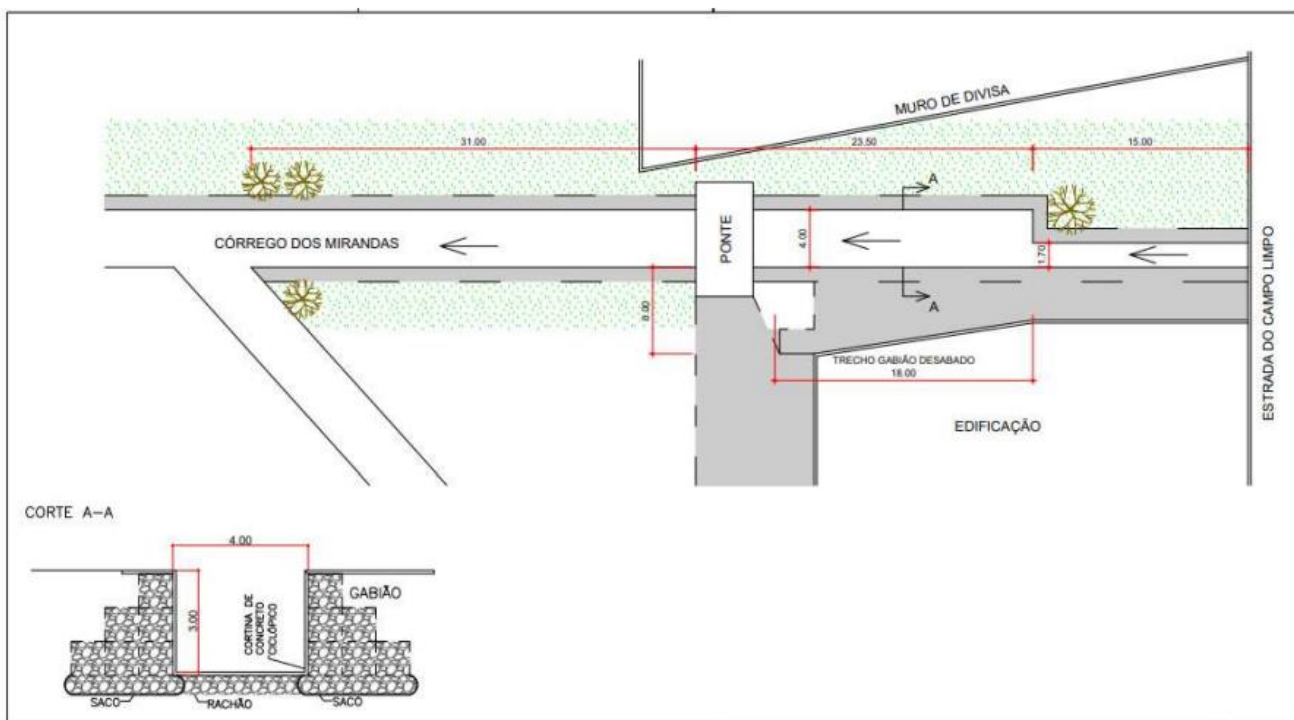 MURO DE DIVISA
31.00
23.50
15.00
A
CÓRREGO DOS MIRANDAS
PONTE
4.00
1.70
ESTRADA DO CAMPO LIMPO
8.00
A
TRECHO GABIÃO DESABADO
18.00
EDIFICAÇÃO
CORTE A-A
4.00
3.00
CORTINA DE
CONCRETO
CICLÓPICO
GABIÃO
SACO
RACHÃO
SACO